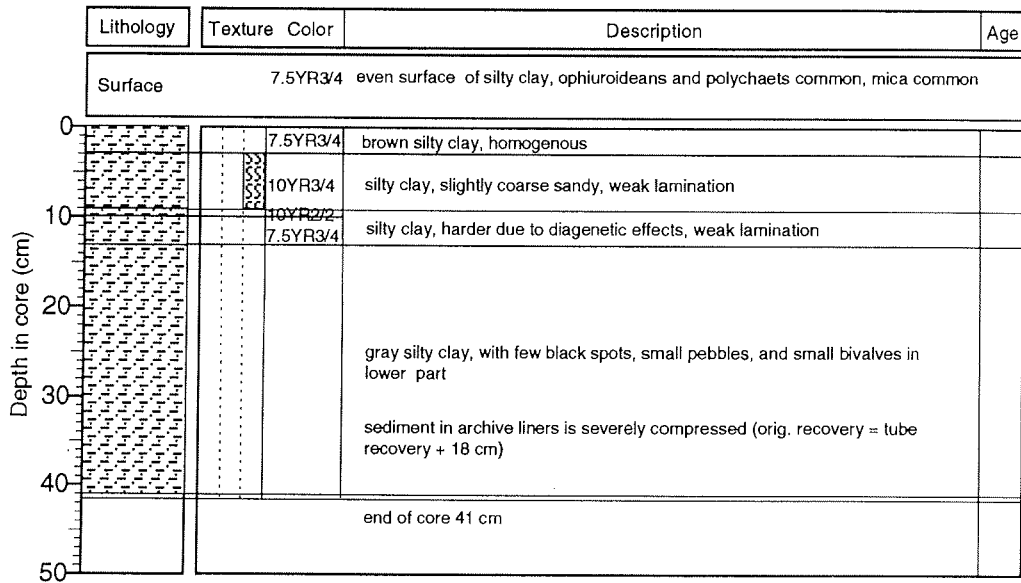 Lithology Texture Color Description Age
Surface 7.5YR3/4 even surface of silty clay, ophiuroideans and polychaets common, mica common
0
7.5YR3/4 brown silty clay, homogenous
10YR3/4 silty clay, slightly coarse sandy, weak lamination
10 10YR2/2
7.5YR3/4 silty clay, harder due to diagenetic effects, weak lamination
Depth in core (cm)
20
gray silty clay, with few black spots, small pebbles, and small bivalves in
lower part
30
sediment in archive liners is severely compressed (orig. recovery = tube
recovery + 18 cm)
40
end of core 41 cm
50